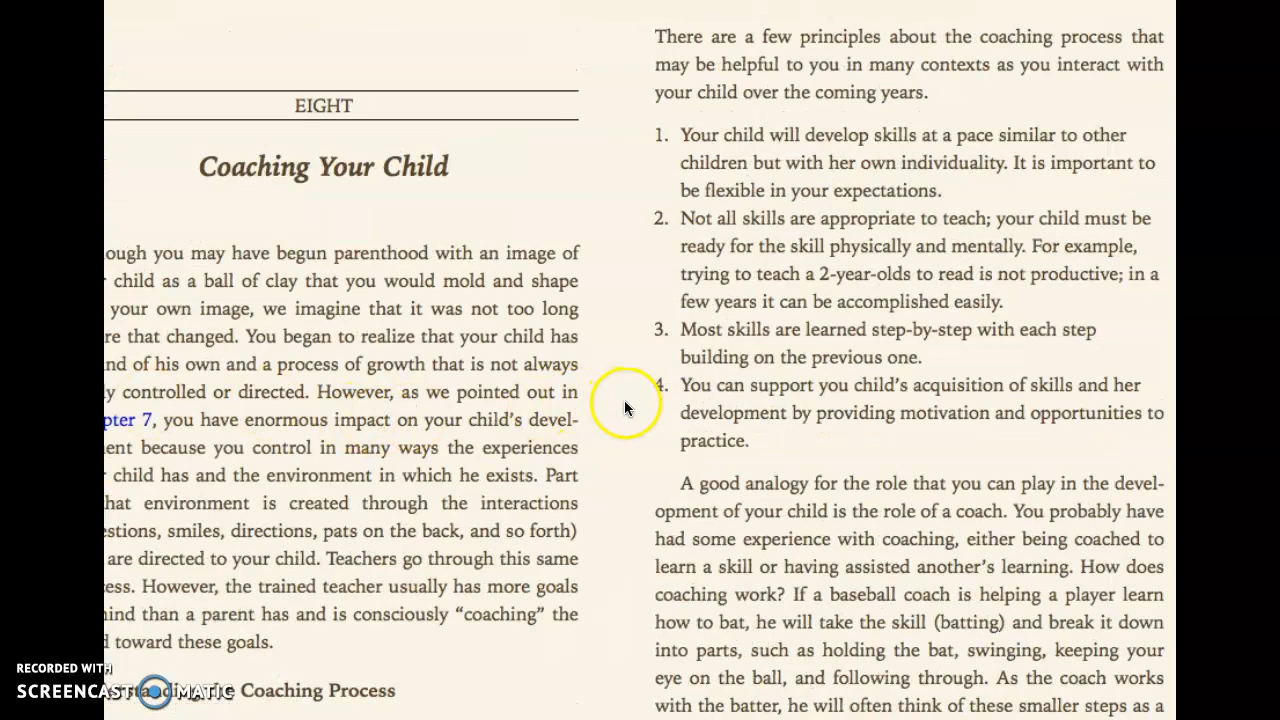 EIGHT
Coaching Your Child
ough you may have begun parenthood with an image of
child as a ball of clay that you would mold and shape
your own image, we imagine that it was not too long
re that changed. You began to realize that your child has
nd of his own and a process of growth that is not always
y controlled or directed. However, as we pointed out in
pter 7, you have enormous impact on your child's devel-
ent because you control in many ways the experiences
child has and the environment in which he exists. Part
hat environment is created through the interactions
estions, smiles, directions, pats on the back, and so forth)
are directed to your child. Teachers go through this same
ess. However, the trained teacher usually has more goals
mind than a parent has and is consciously “coaching” the
d toward these goals.
Coaching Process
There are a few principles about the coaching process that
may be helpful to you in many contexts as you interact with
your child over the coming years.
1. Your child will develop skills at a pace similar to other
children but with her own individuality. It is important to
be flexible in your expectations.
2. Not all skills are appropriate to teach; your child must be
ready for the skill physically and mentally. For example,
trying to teach a 2-year-olds to read is not productive; in a
few years it can be accomplished easily.
3. Most skills are learned step-by-step with each step
building on the previous one.
4. You can support you child's acquisition of skills and her
development by providing motivation and opportunities to
practice.
A good analogy for the role that you can play in the devel-
opment of your child is the role of a coach. You probably have
had some experience with coaching, either being coached to
learn a skill or having assisted another's learning. How does
coaching work? If a baseball coach is helping a player learn
how to bat, he will take the skill (batting) and break it down
into parts, such as holding the bat, swinging, keeping your
eye on the ball, and following through. As the coach works
with the batter, he will often think of these smaller steps as a
RECORDED WITH
SCREENCAST MATIC